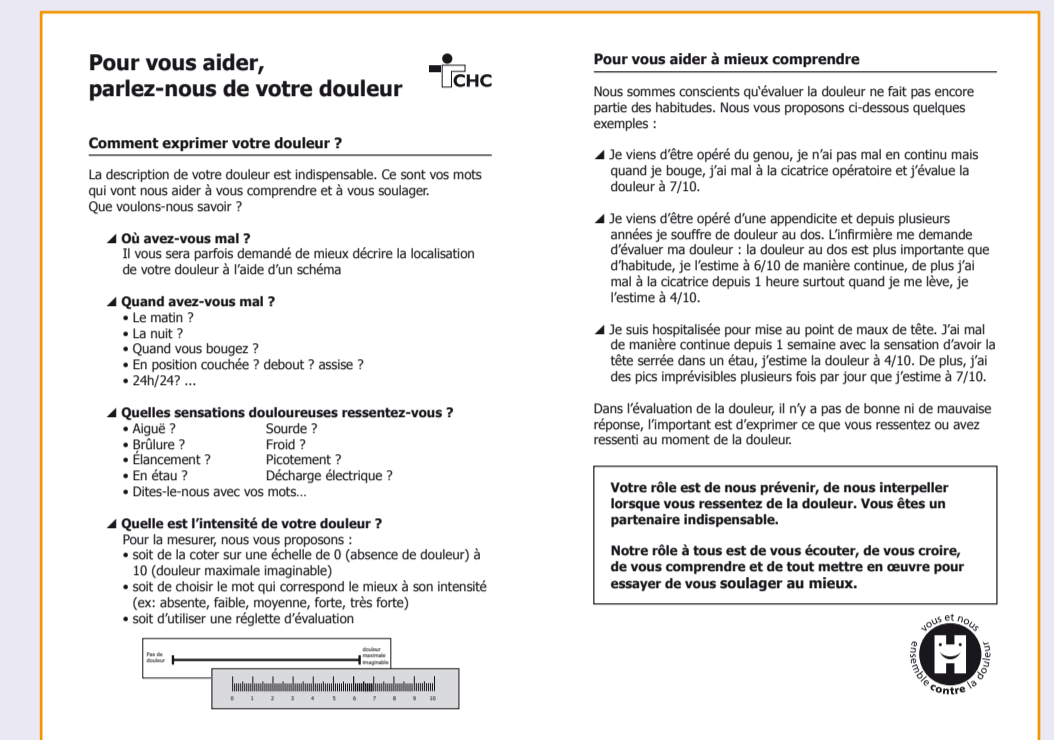 Pour vous aider,
parlez-nous de votre douleur
CHC
Comment exprimer votre douleur ?
La description de votre douleur est indispensable. Ce sont vos mots
qui vont nous aider à vous comprendre et à vous soulager.
Que voulons-nous savoir ?
◢ Où avez-vous mal ?
Il vous sera parfois demandé de mieux décrire la localisation
de votre douleur à l'aide d'un schéma
◢ Quand avez-vous mal ?
• Le matin ?
• La nuit ?
• Quand vous bougez ?
• En position couchée ? debout ? assise ?
• 24h/24? ...
◢ Quelles sensations douloureuses ressentez-vous ?
• Aiguë ? Sourde ?
• Brûlure ? Froid ?
• Élancement ? Picotement ?
• En étau ? Décharge électrique ?
• Dites-le-nous avec vos mots...
◢ Quelle est l'intensité de votre douleur ?
Pour la mesurer, nous vous proposons :
• soit de la coter sur une échelle de 0 (absence de douleur) à
10 (douleur maximale imaginable)
• soit de choisir le mot qui correspond le mieux à son intensité
(ex: absente, faible, moyenne, forte, très forte)
• soit d'utiliser une réglette d'évaluation
Pas de
douleur
douleur
maximale
imaginable
0 1 2 3 4 5 6 7 8 9 10
Pour vous aider à mieux comprendre
Nous sommes conscients qu'évaluer la douleur ne fait pas encore
partie des habitudes. Nous vous proposons ci-dessous quelques
exemples :
◢ Je viens d'être opéré du genou, je n'ai pas mal en continu mais
quand je bouge, j'ai mal à la cicatrice opératoire et j'évalue la
douleur à 7/10.
◢ Je viens d'être opéré d'une appendicite et depuis plusieurs
années je souffre de douleur au dos. L'infirmière me demande
d'évaluer ma douleur : la douleur au dos est plus importante que
d'habitude, je l'estime à 6/10 de manière continue, de plus j'ai
mal à la cicatrice depuis 1 heure surtout quand je me lève, je
l'estime à 4/10.
◢ Je suis hospitalisée pour mise au point de maux de tête. J'ai mal
de manière continue depuis 1 semaine avec la sensation d'avoir la
tête serrée dans un étau, j'estime la douleur à 4/10. De plus, j'ai
des pics imprévisibles plusieurs fois par jour que j'estime à 7/10.
Dans l'évaluation de la douleur, il n'y a pas de bonne ni de mauvaise
réponse, l'important est d'exprimer ce que vous ressentez ou avez
ressenti au moment de la douleur.
Votre rôle est de nous prévenir, de nous interpeller
lorsque vous ressentez de la douleur. Vous êtes un
partenaire indispensable.
Notre rôle à tous est de vous écouter, de vous croire,
de vous comprendre et de tout mettre en œuvre pour
essayer de vous soulager au mieux.
vous et nous
ensemble contre la douleur
H